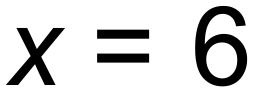 x = 6